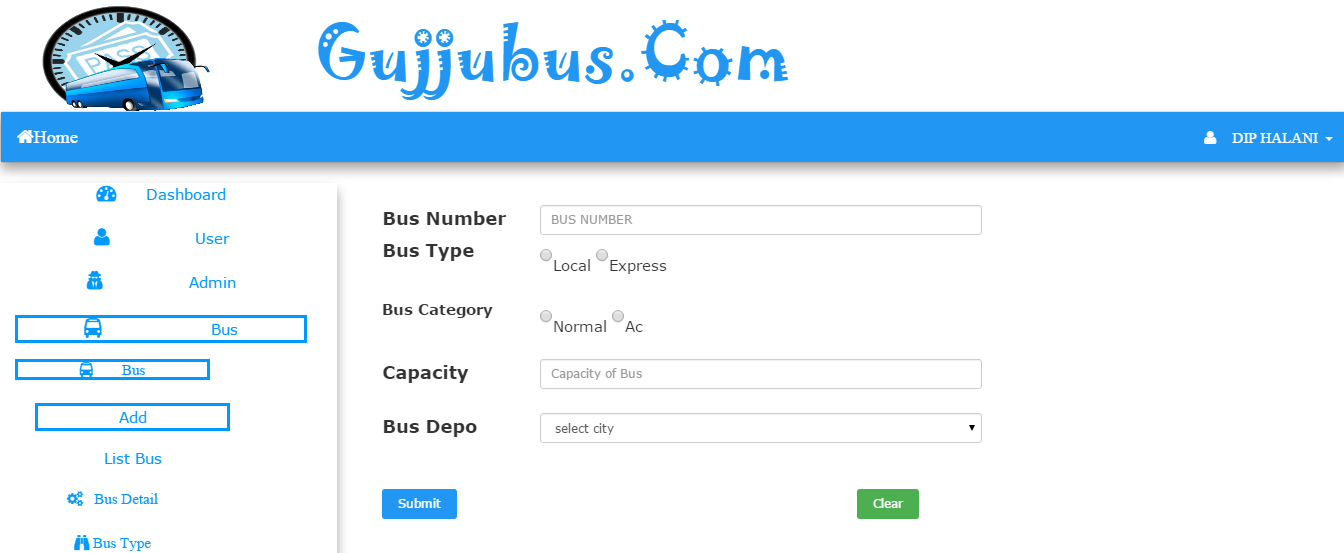 PASS
Gujjubus.Com
Home
DIP HALANI
Dashboard
User
Admin
Bus
Bus
Add
List Bus
Bus Detail
Bus Type
Bus Number BUS NUMBER
Bus Type Local Express
Bus Category Normal Ac
Capacity Capacity of Bus
Bus Depo select city
Submit Clear